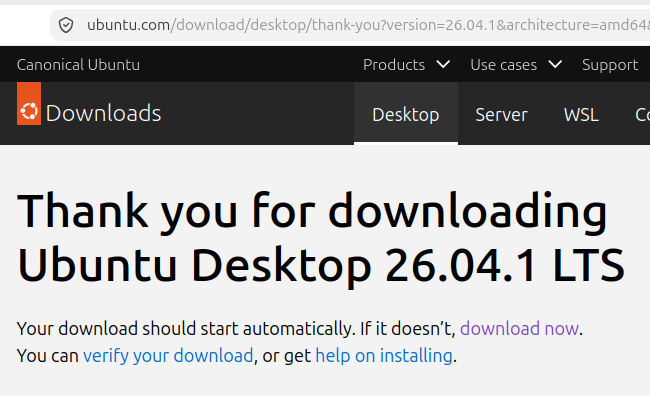 ubuntu.com/download/desktop/thank-you?version=26.04.1&architecture=amd64&
Canonical Ubuntu Products Use cases Support
Downloads Desktop Server WSL
Thank you for downloading
Ubuntu Desktop 26.04.1 LTS
Your download should start automatically. If it doesn’t, download now.
You can verify your download, or get help on installing.